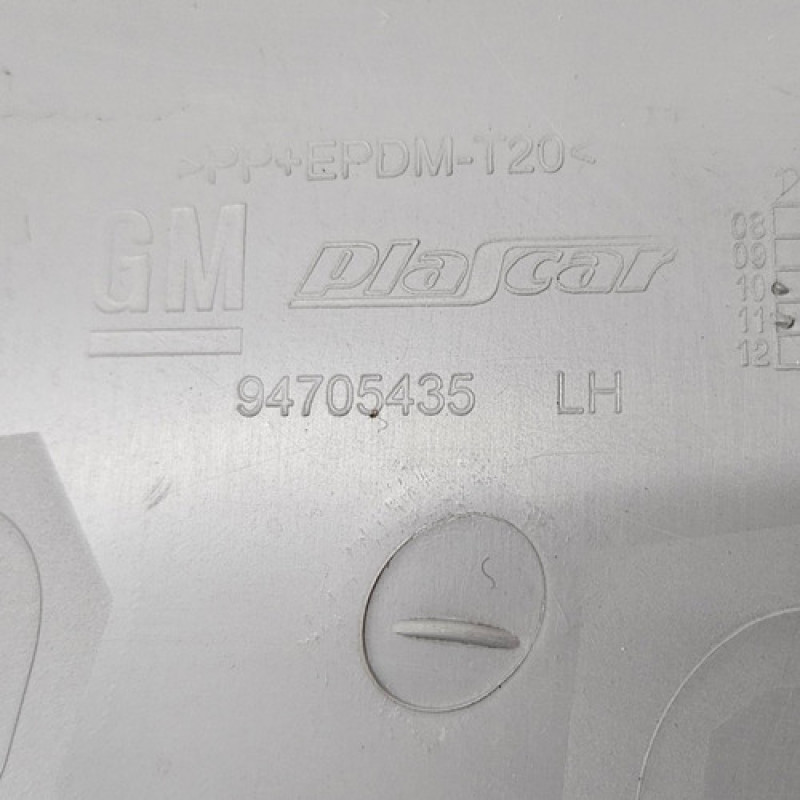 >PP+EPDM-T20<
GM
Plascar
94705435 LH
08
09
10
11
12